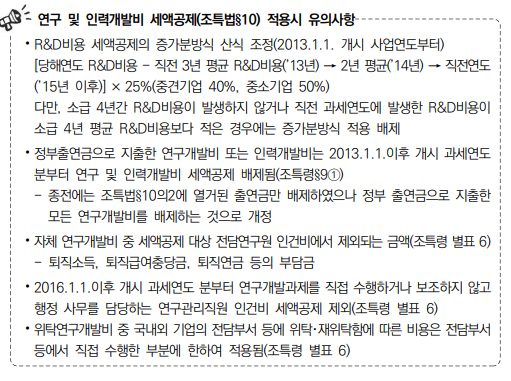 연구 및 인력개발비 세액공제(조특법§10) 적용시 유의사항
• R&D비용 세액공제의 증가분방식 산식 조정(2013.1.1. 개시 사업연도부터)
[당해연도 R&D비용 - 직전 3년 평균 R&D비용('13년) → 2년 평균('14년) → 직전연도
('15년 이후)] × 25%(중견기업 40%, 중소기업 50%)
다만, 소급 4년간 R&D비용이 발생하지 않거나 직전 과세연도에 발생한 R&D비용이
소급 4년 평균 R&D비용보다 적은 경우에는 증가분방식 적용 배제
• 정부출연금으로 지출한 연구개발비 또는 인력개발비는 2013.1.1.이후 개시 과세연도
분부터 연구 및 인력개발비 세액공제 배제됨(조특령§9①)
- 종전에는 조특법§10의2에 열거된 출연금만 배제하였으나 정부 출연금으로 지출한
모든 연구개발비를 배제하는 것으로 개정
• 자체 연구개발비 중 세액공제 대상 전담연구원 인건비에서 제외되는 금액(조특령 별표 6)
- 퇴직소득, 퇴직급여충당금, 퇴직연금 등의 부담금
• 2016.1.1.이후 개시 과세연도 분부터 연구개발과제를 직접 수행하거나 보조하지 않고
행정 사무를 담당하는 연구관리직원 인건비 세액공제 제외(조특령 별표 6)
• 위탁연구개발비 중 국내외 기업의 전담부서 등에 위탁·재위탁함에 따른 비용은 전담부서
등에서 직접 수행한 부분에 한하여 적용됨(조특령 별표 6)